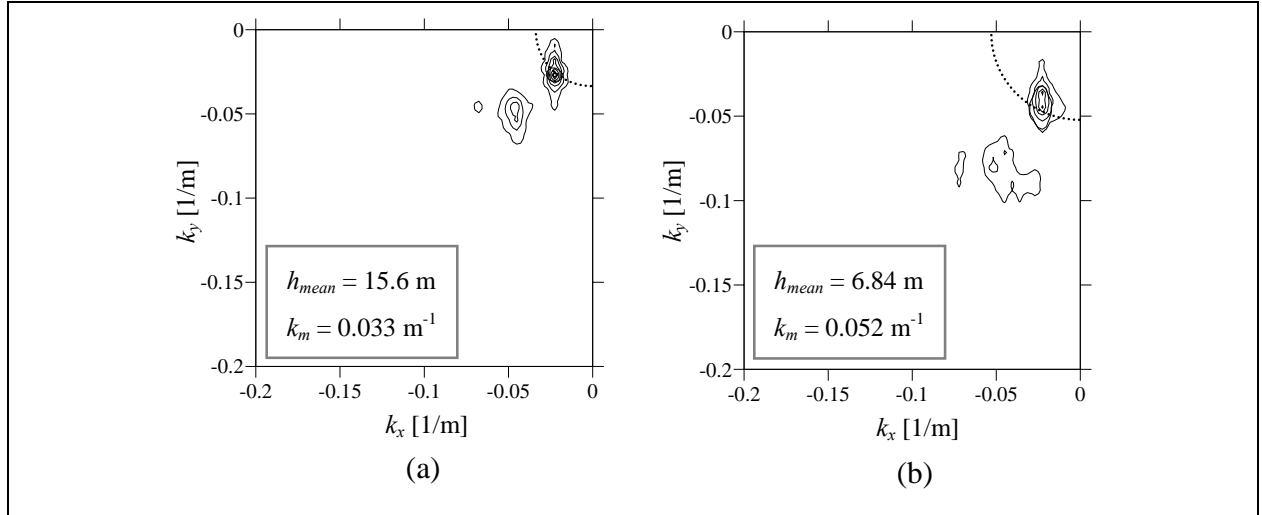 0
-0.05
-0.1
-0.15
-0.2
k_y [1/m]
h_mean = 15.6 m
k_m = 0.033 m^-1
-0.2 -0.15 -0.1 -0.05 0
k_x [1/m]
(a)
0
-0.05
-0.1
-0.15
-0.2
k_y [1/m]
h_mean = 6.84 m
k_m = 0.052 m^-1
-0.2 -0.15 -0.1 -0.05 0
k_x [1/m]
(b)